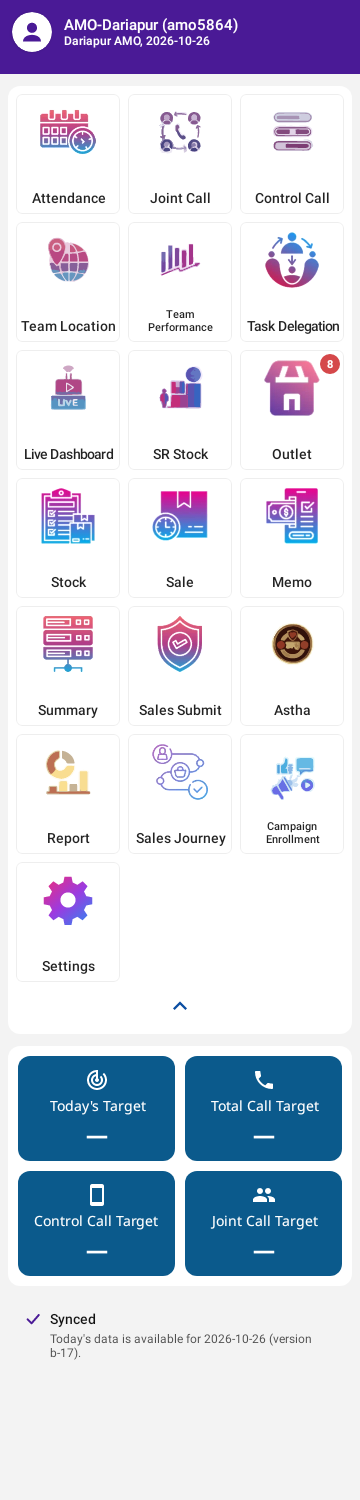 AMO-Dariapur (amo5864)
Dariapur AMO, 2026-10-26
Attendance
Joint Call
Control Call
Team Location
Team
Performance
Task Delegation
LIVE
Live Dashboard
SR Stock
8
Outlet
Stock
Sale
Memo
Summary
Sales Submit
Astha
Report
Sales Journey
Campaign
Enrollment
Settings
Today's Target
—
Total Call Target
—
Control Call Target
—
Joint Call Target
—
Synced
Today's data is available for 2026-10-26 (version
b-17).